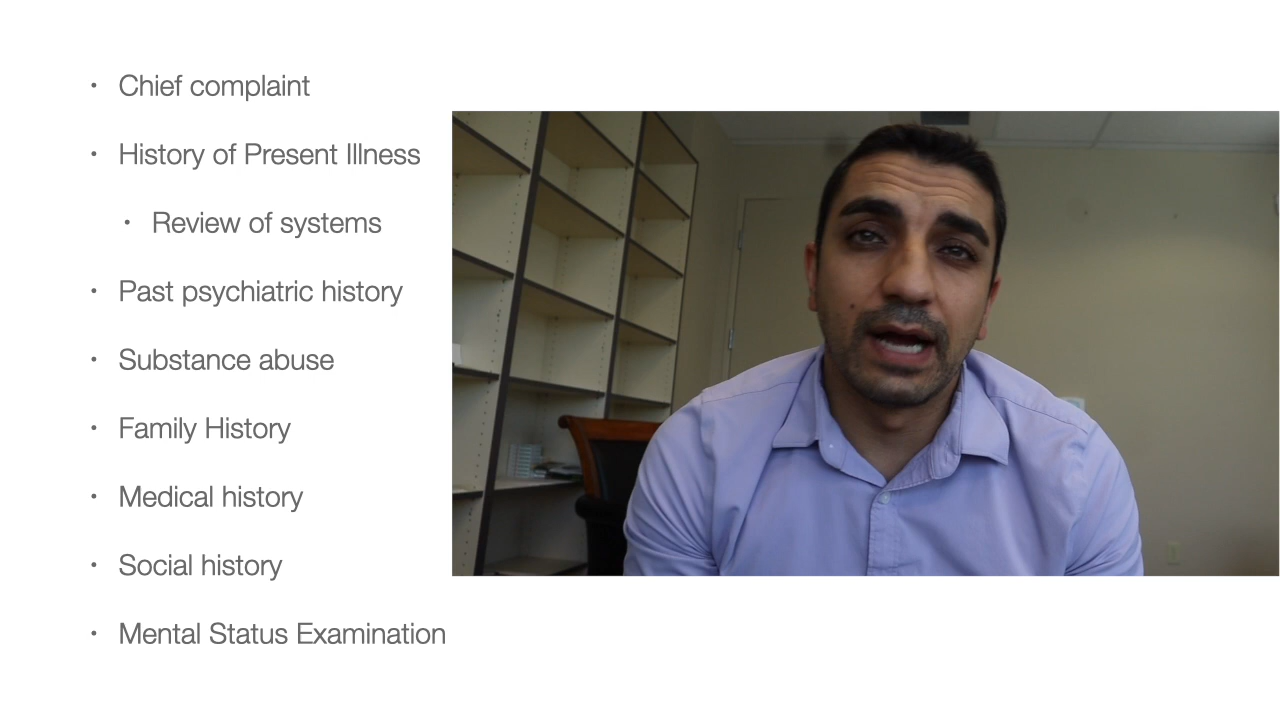 • Chief complaint
• History of Present Illness
• Review of systems
• Past psychiatric history
• Substance abuse
• Family History
• Medical history
• Social history
• Mental Status Examination